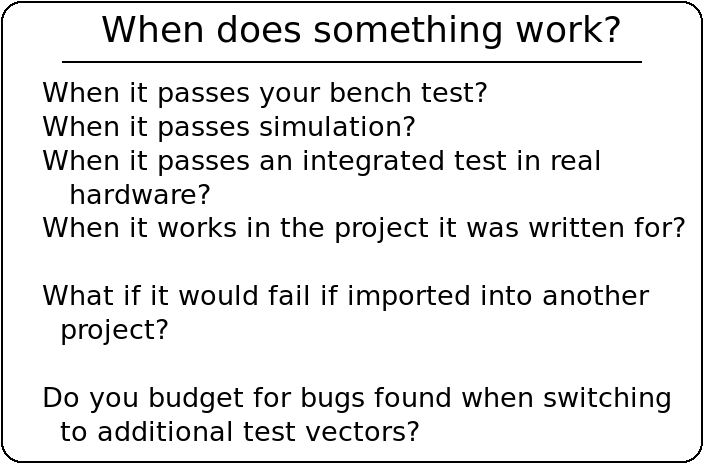 When does something work?
When it passes your bench test?
When it passes simulation?
When it passes an integrated test in real
hardware?
When it works in the project it was written for?
What if it would fail if imported into another
project?
Do you budget for bugs found when switching
to additional test vectors?